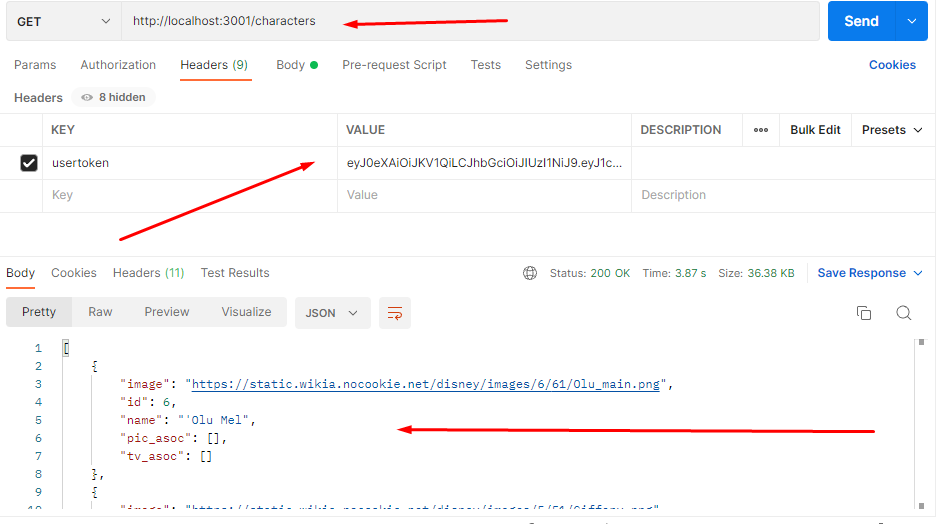 GET http://localhost:3001/characters Send
Params Authorization Headers (9) Body Pre-request Script Tests Settings Cookies
Headers 8 hidden
KEY VALUE DESCRIPTION ••• Bulk Edit Presets
usertoken eyJ0eXAiOiJKV1QiLCJhbGciOiJIUzI1NiJ9.eyJ1c...
Key Value Description
Body Cookies Headers (11) Test Results Status: 200 OK Time: 3.87 s Size: 36.38 KB Save Response
Pretty Raw Preview Visualize JSON
1 [
2 {
3 "image": "https://static.wikia.nocookie.net/disney/images/6/61/Olu_main.png",
4 "id": 6,
5 "name": "'Olu Mel",
6 "pic_asoc": [],
7 "tv_asoc": []
8 },
9 {